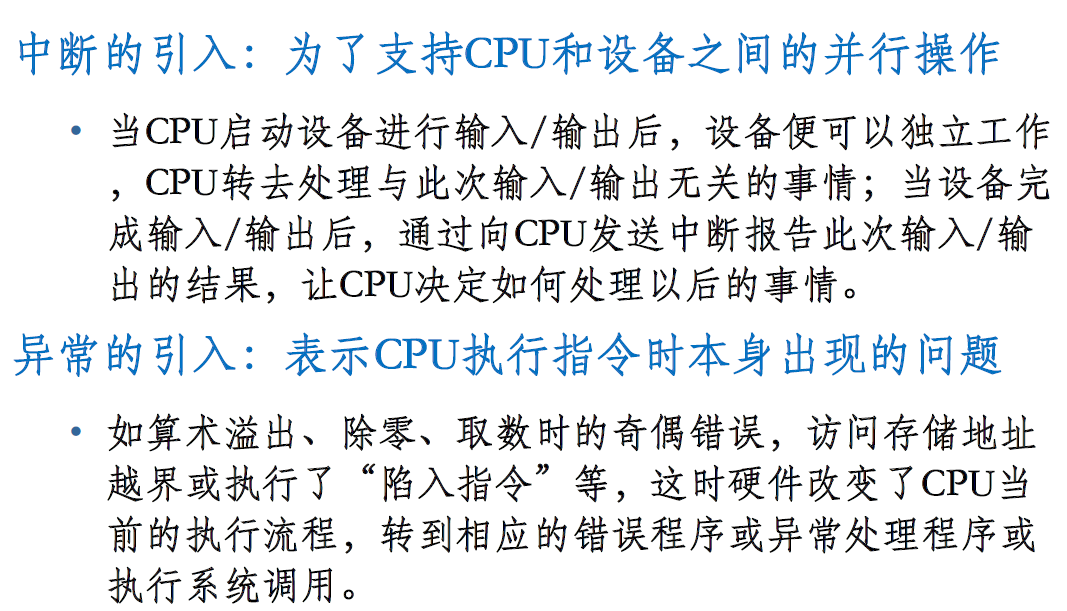 中断的引入：为了支持CPU和设备之间的并行操作
• 当CPU启动设备进行输入/输出后，设备便可以独立工作
，CPU转去处理与此次输入/输出无关的事情；当设备完
成输入/输出后，通过向CPU发送中断报告此次输入/输
出的结果，让CPU决定如何处理以后的事情。
异常的引入：表示CPU执行指令时本身出现的问题
• 如算术溢出、除零、取数时的奇偶错误，访问存储地址
越界或执行了“陷入指令”等，这时硬件改变了CPU当
前的执行流程，转到相应的错误程序或异常处理程序或
执行系统调用。